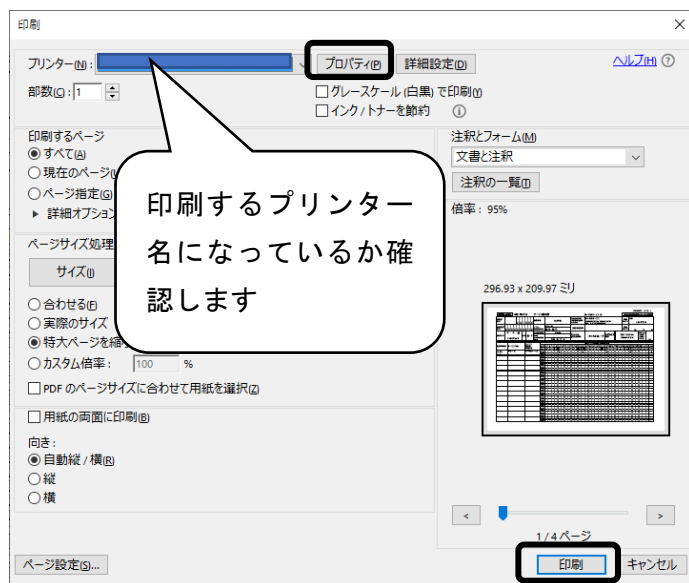 印刷
プリンター(N) : プロパティ(P) 詳細設定(D) ヘルプ(H)
部数(C) : 1 グレースケール (白黒) で印刷(Y)
インク / トナーを節約
印刷するページ
すべて(A)
現在のページ(
ページ指定(G)
詳細オプション
ページサイズ処理
サイズ(I)
合わせる(F)
実際のサイズ
特大ページを縮
カスタム倍率 : 100 %
PDF のページサイズに合わせて用紙を選択(Z)
用紙の両面に印刷(B)
向き :
自動縦 / 横(R)
縦
横
印刷するプリンター
名になっているか確
認します
注釈とフォーム(M)
文書と注釈
注釈の一覧(T)
倍率 : 95%
296.93 x 209.97 ミリ
< >
1 / 4 ページ
ページ設定(S)... 印刷 キャンセル